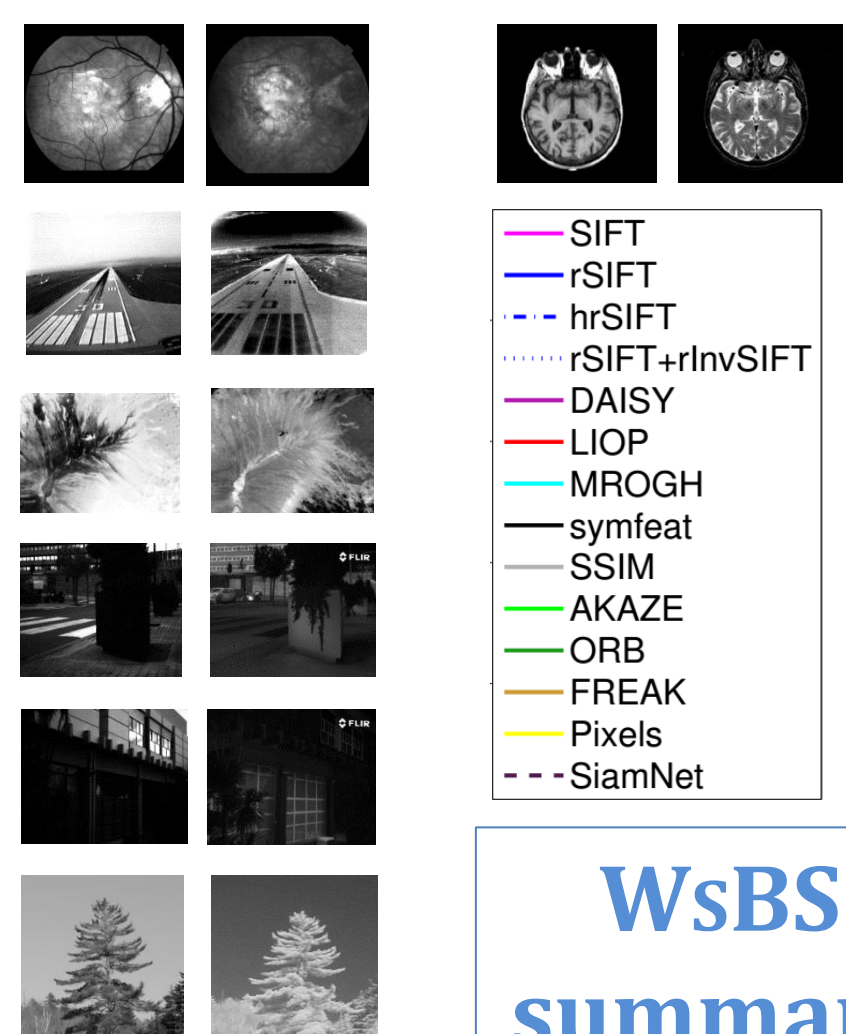 SIFT
rSIFT
hrSIFT
rSIFT+rInvSIFT
DAISY
LIOP
MROGH
symfeat
SSIM
AKAZE
ORB
FREAK
Pixels
SiamNet
FLIR
FLIR
WsBS